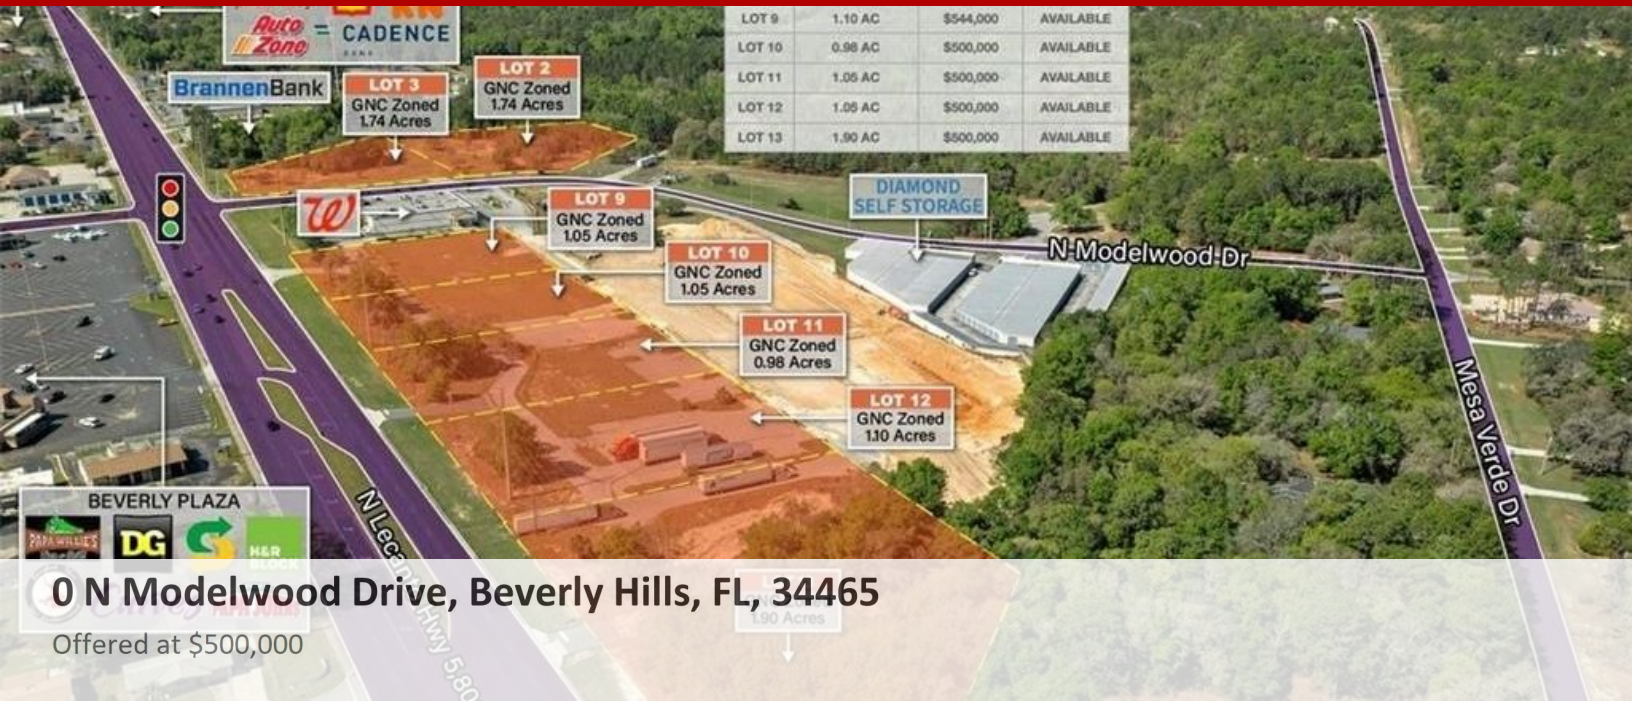 Auto
Zone
CADENCE
BANK
LOT 9 1.10 AC $544,000 AVAILABLE
LOT 10 0.98 AC $500,000 AVAILABLE
LOT 11 1.05 AC $500,000 AVAILABLE
LOT 12 1.05 AC $500,000 AVAILABLE
LOT 13 1.90 AC $500,000 AVAILABLE
BrannenBank
LOT 3
GNC Zoned
1.74 Acres
LOT 2
GNC Zoned
1.74 Acres
W
LOT 9
GNC Zoned
1.05 Acres
DIAMOND
SELF STORAGE
LOT 10
GNC Zoned
1.05 Acres
N Modelwood Dr
LOT 11
GNC Zoned
0.98 Acres
LOT 12
GNC Zoned
1.10 Acres
Mesa Verde Dr
BEVERLY PLAZA
PAPA WILLIE'S
DG
H&R
BLOCK
N Lecanto Hwy 5,80
1.90 Acres
0 N Modelwood Drive, Beverly Hills, FL, 34465
Offered at $500,000